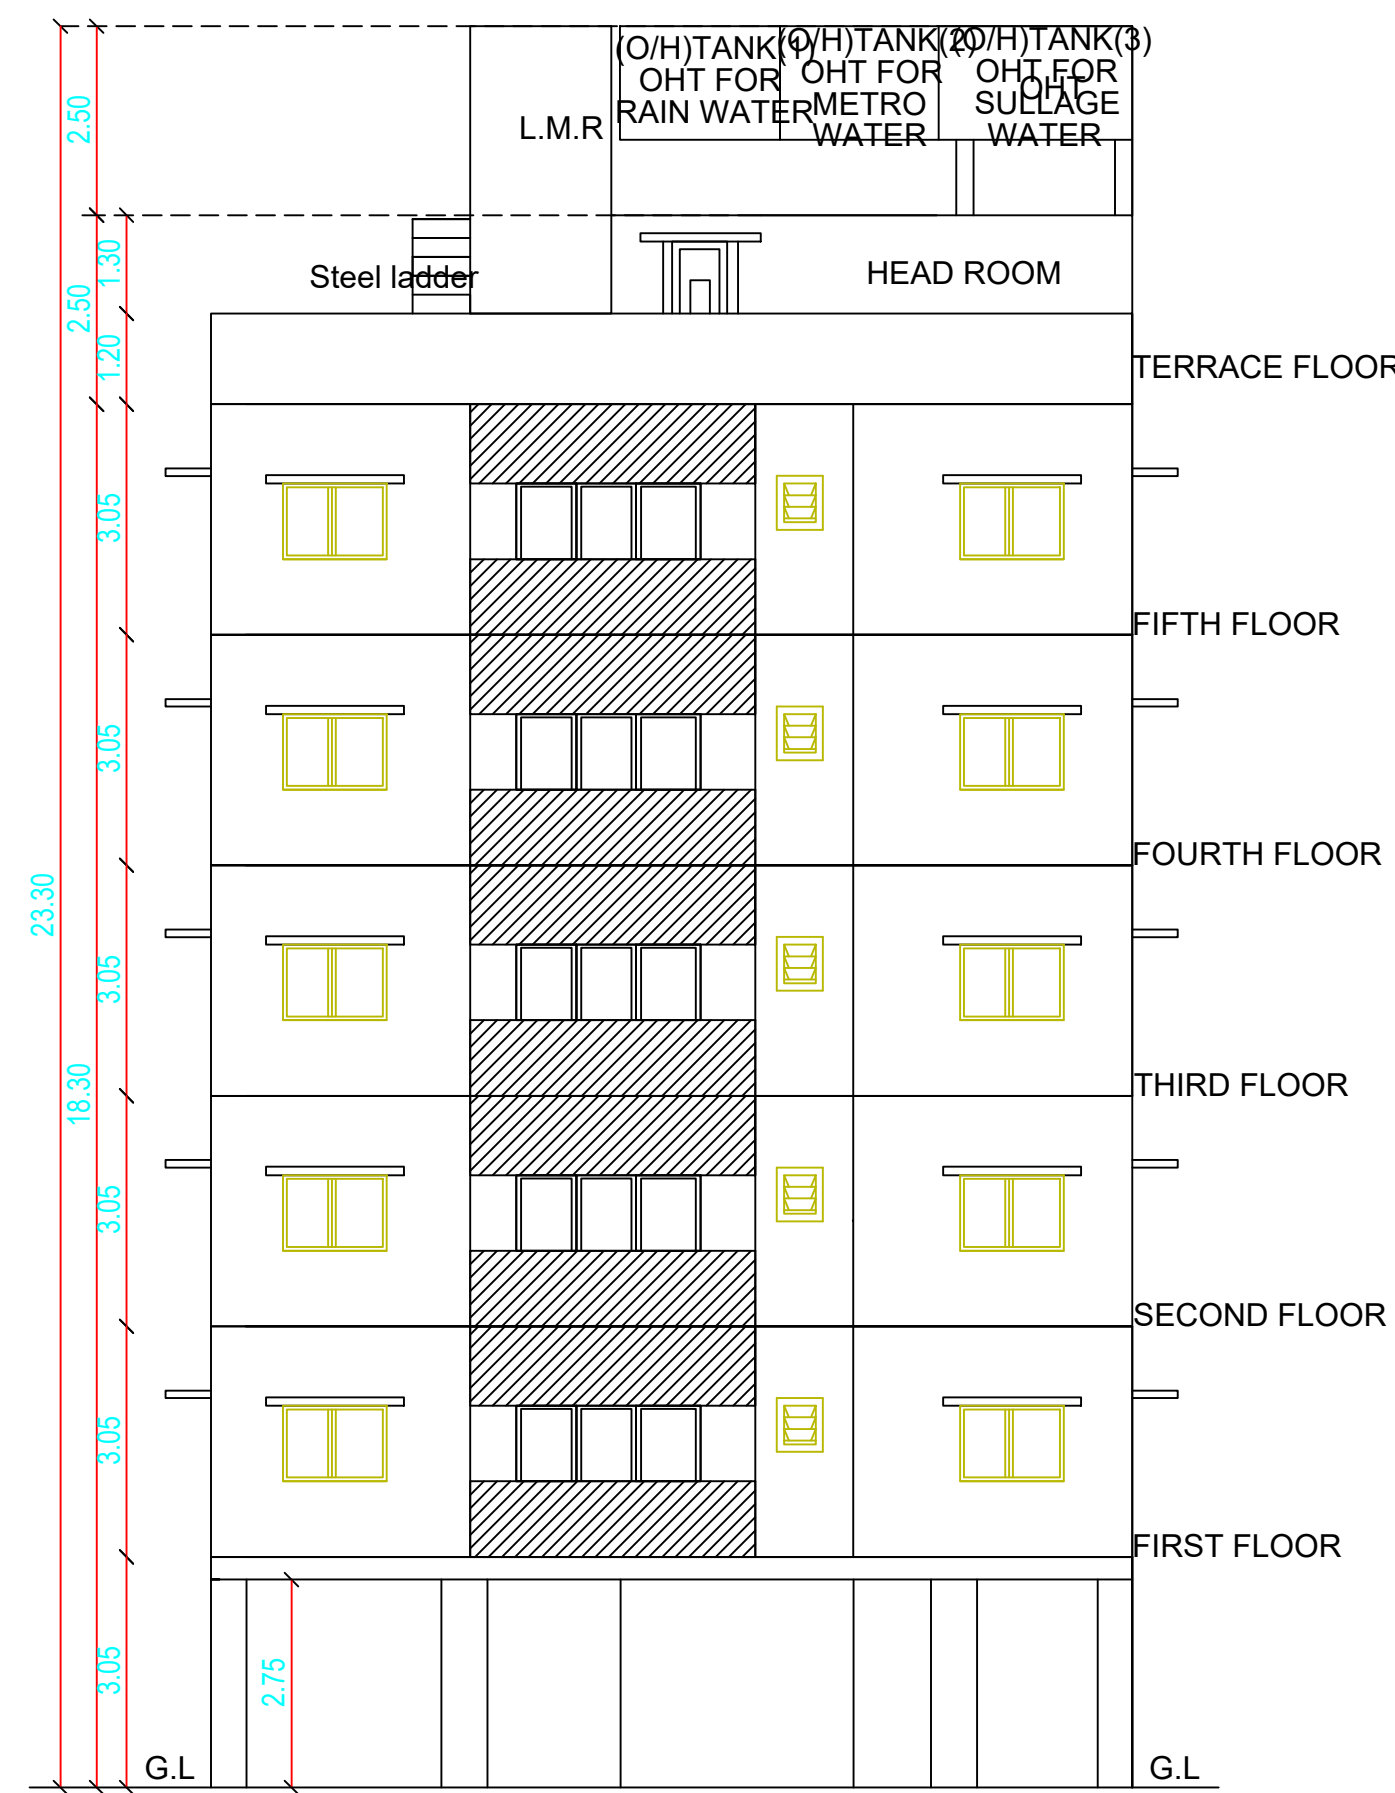 (O/H)TANK(1)
OHT FOR
RAIN WATER
(O/H)TANK(2)
OHT FOR
METRO
WATER
(O/H)TANK(3)
OHT FOR
OHT
SULLAGE
WATER
L.M.R
2.50
Steel ladder
HEAD ROOM
1.30
2.50
1.20
TERRACE FLOOR
3.05
FIFTH FLOOR
3.05
FOURTH FLOOR
23.30
3.05
18.30
THIRD FLOOR
3.05
SECOND FLOOR
3.05
FIRST FLOOR
3.05
2.75
G.L
G.L